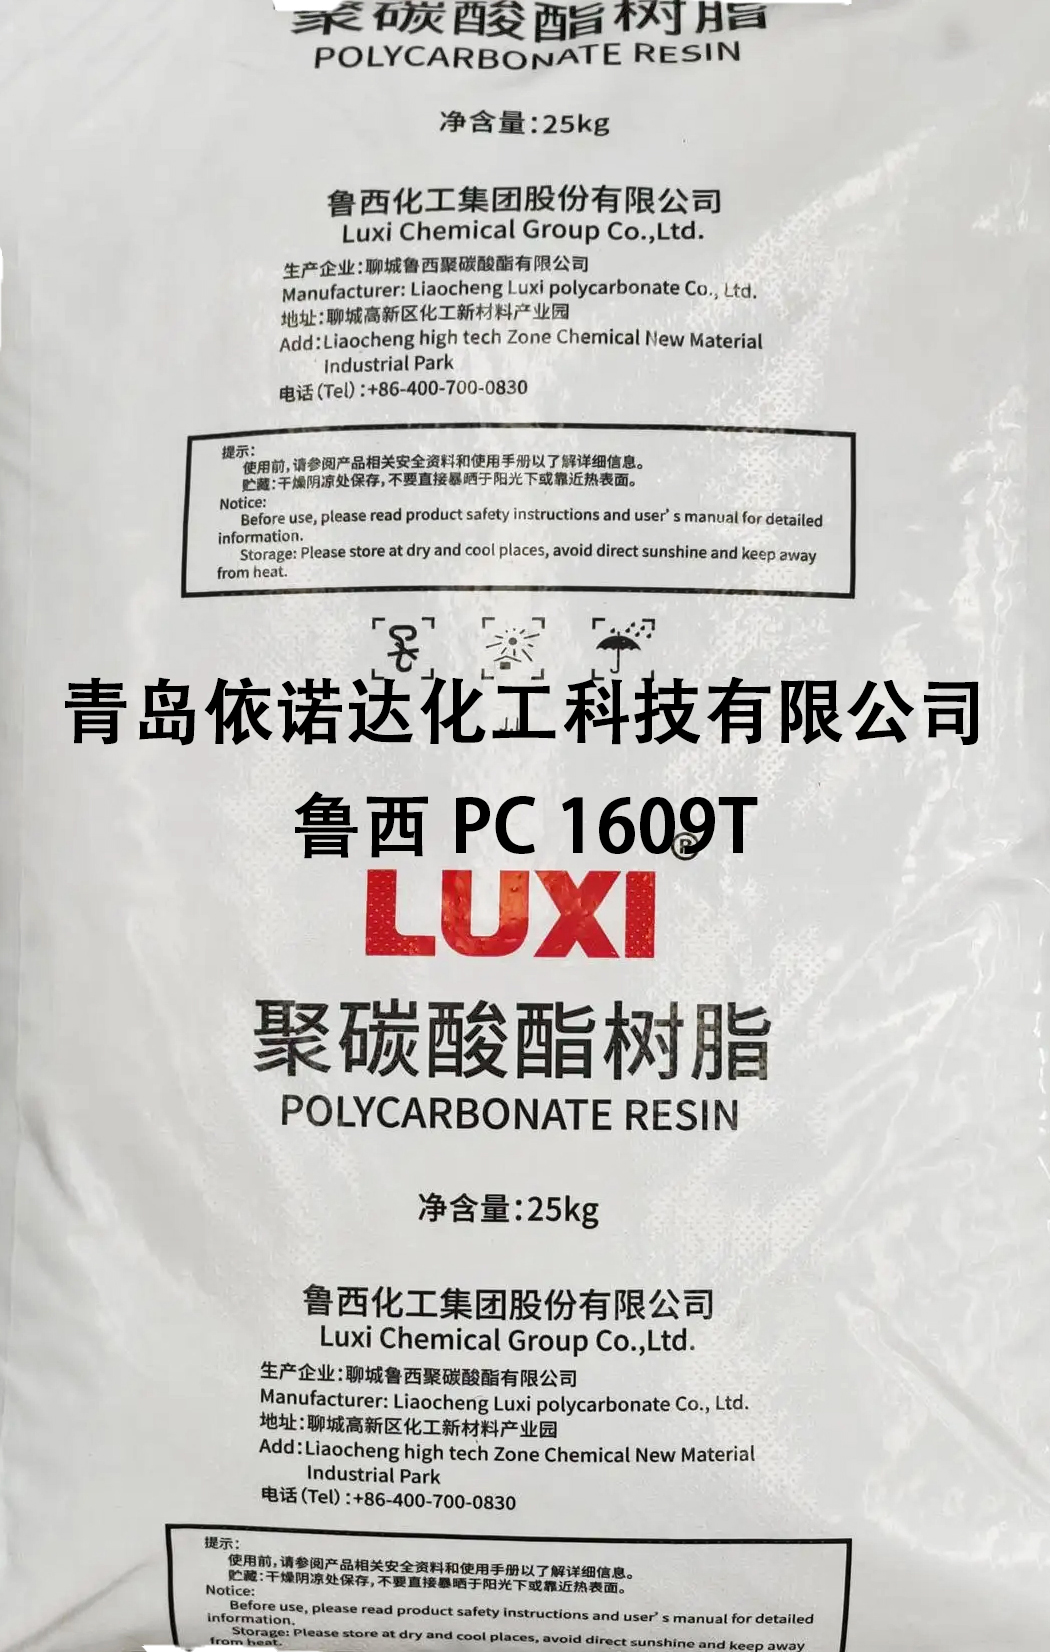 聚碳酸酯树脂
POLYCARBONATE RESIN
净含量:25kg
鲁西化工集团股份有限公司
Luxi Chemical Group Co.,Ltd.
生产企业:聊城鲁西聚碳酸酯有限公司
Manufacturer: Liaocheng Luxi polycarbonate Co., Ltd.
地址:聊城高新区化工新材料产业园
Add:Liaocheng high tech Zone Chemical New Material
Industrial Park
电话(Tel):+86-400-700-0830
提示:
使用前,请参阅产品相关安全资料和使用手册以了解详细信息。
贮藏:干燥阴凉处保存,不要直接暴晒于阳光下或靠近热表面。
Notice:
Before use, please read product safety instructions and user's manual for detailed
information.
Storage: Please store at dry and cool places, avoid direct sunshine and keep away
from heat.
青岛依诺达化工科技有限公司
鲁西 PC 1609T
LUXI®
聚碳酸酯树脂
POLYCARBONATE RESIN
净含量:25kg
鲁西化工集团股份有限公司
Luxi Chemical Group Co.,Ltd.
生产企业:聊城鲁西聚碳酸酯有限公司
Manufacturer: Liaocheng Luxi polycarbonate Co., Ltd.
地址:聊城高新区化工新材料产业园
Add:Liaocheng high tech Zone Chemical New Material
Industrial Park
电话(Tel):+86-400-700-0830
提示:
使用前,请参阅产品相关安全资料和使用手册以了解详细信息。
贮藏:干燥阴凉处保存,不要直接暴晒于阳光下或靠近热表面。
Notice:
Before use, please read product safety instructions and user's manual for detailed
information.
Storage: Please store at dry and cool places, avoid direct sunshine and keep away
from heat.